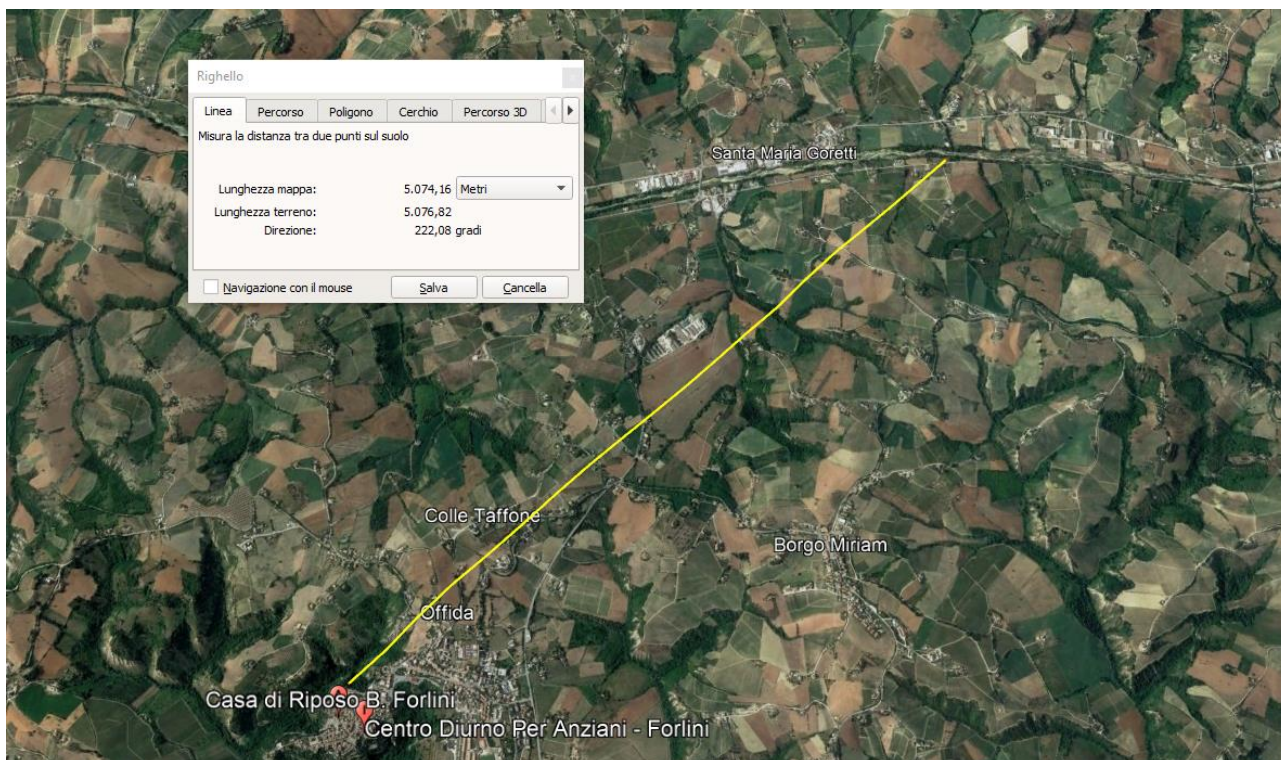 Righello
Linea Percorso Poligono Cerchio Percorso 3D
Misura la distanza tra due punti sul suolo
Lunghezza mappa: 5.074,16 Metri
Lunghezza terreno: 5.076,82
Direzione: 222,08 gradi
Navigazione con il mouse Salva Cancella
Santa Maria Goretti
Colle Taffone
Borgo Miriam
Offida
Casa di Riposo B. Forlini
Centro Diurno Per Anziani - Forlini